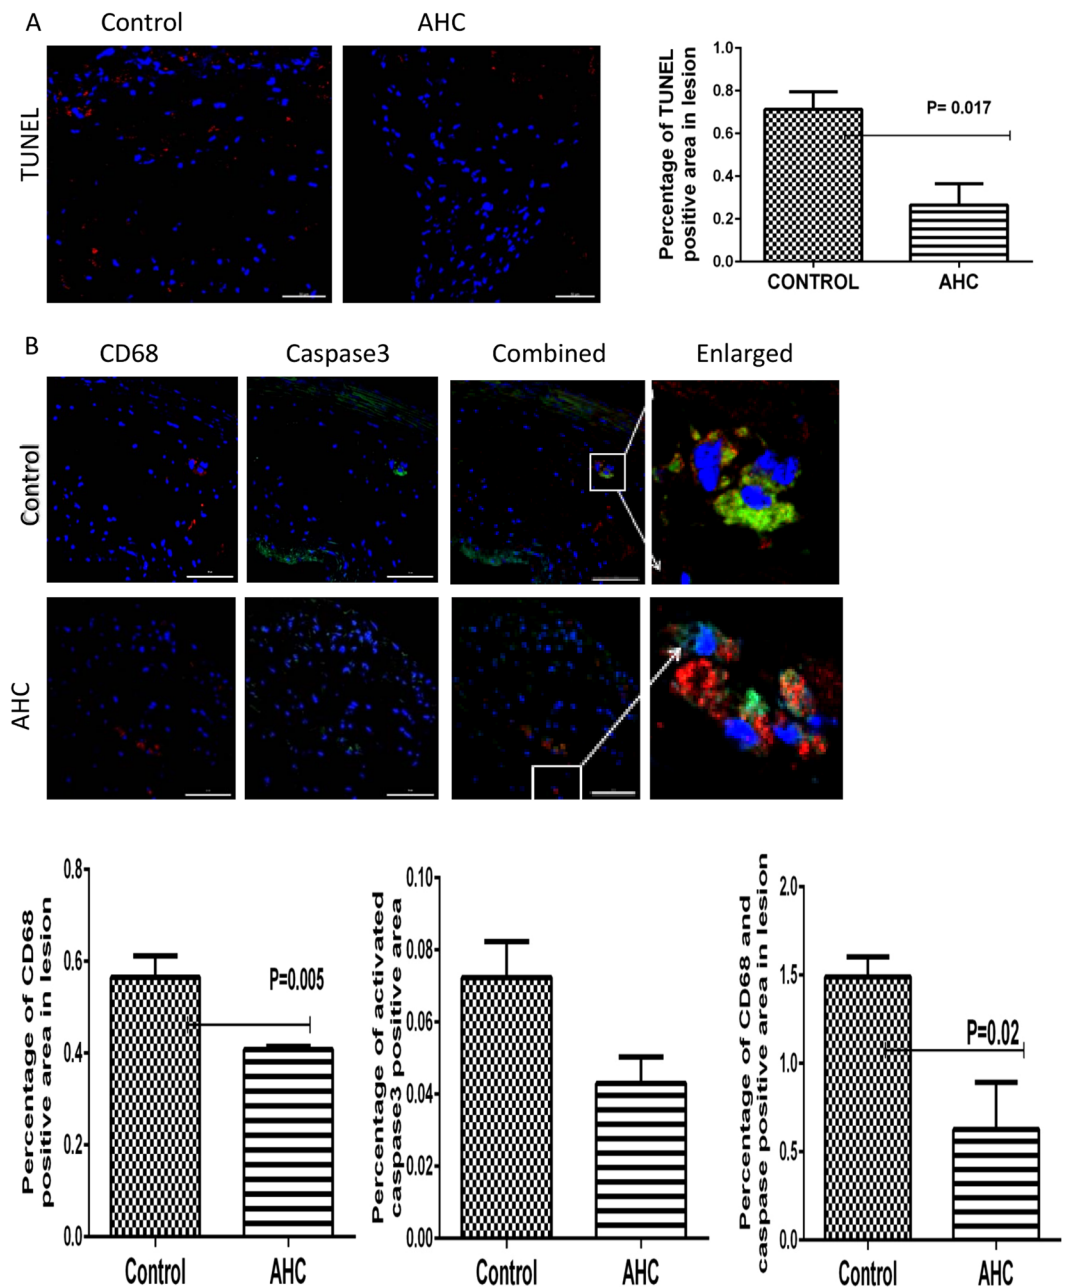 A
Control
AHC
TUNEL
Percentage of TUNEL
positive area in lesion
1.0
0.8
0.6
0.4
0.2
0.0
P= 0.017
CONTROL
AHC
B
CD68
Caspase3
Combined
Enlarged
Control
AHC
Percentage of CD68
positive area in lesion
0.8
0.6
0.4
0.2
0.0
P=0.005
Control
AHC
Percentage of activated
caspase3 positive area
0.10
0.08
0.06
0.04
0.02
0.00
Control
AHC
Percentage of CD68 and
caspase positive area in lesion
2.0
1.5
1.0
0.5
0.0
P=0.02
Control
AHC